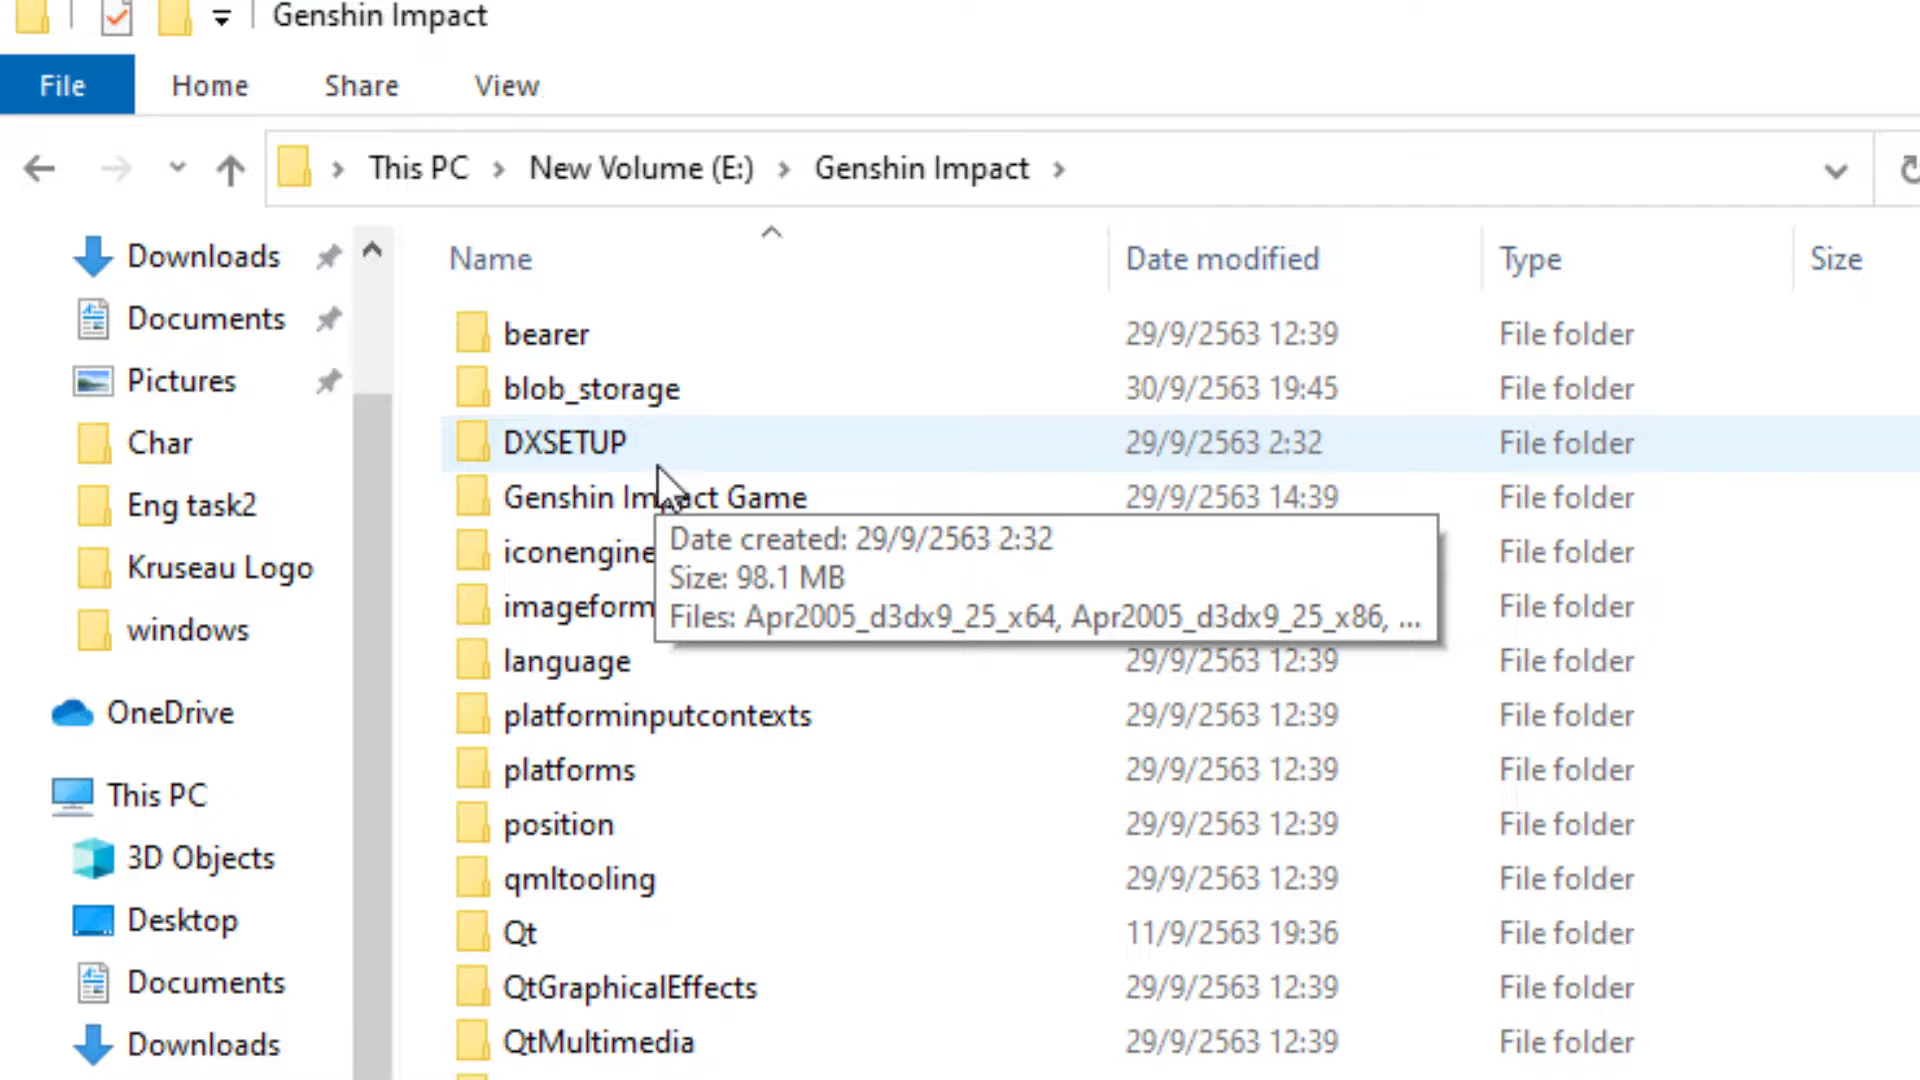 Genshin Impact
File Home Share View
This PC New Volume (E:) Genshin Impact
Name Date modified Type Size
Downloads
Documents
Pictures
Char
Eng task2
Kruseau Logo
windows
OneDrive
This PC
3D Objects
Desktop
Documents
Downloads
bearer 29/9/2563 12:39 File folder
blob_storage 30/9/2563 19:45 File folder
DXSETUP 29/9/2563 2:32 File folder
Genshin Impact Game 29/9/2563 14:39 File folder
iconengine File folder
imageform File folder
Date created: 29/9/2563 2:32
Size: 98.1 MB
Files: Apr2005_d3dx9_25_x64, Apr2005_d3dx9_25_x86, ...
language 29/9/2563 12:39 File folder
platforminputcontexts 29/9/2563 12:39 File folder
platforms 29/9/2563 12:39 File folder
position 29/9/2563 12:39 File folder
qmltooling 29/9/2563 12:39 File folder
Qt 11/9/2563 19:36 File folder
QtGraphicalEffects 29/9/2563 12:39 File folder
QtMultimedia 29/9/2563 12:39 File folder